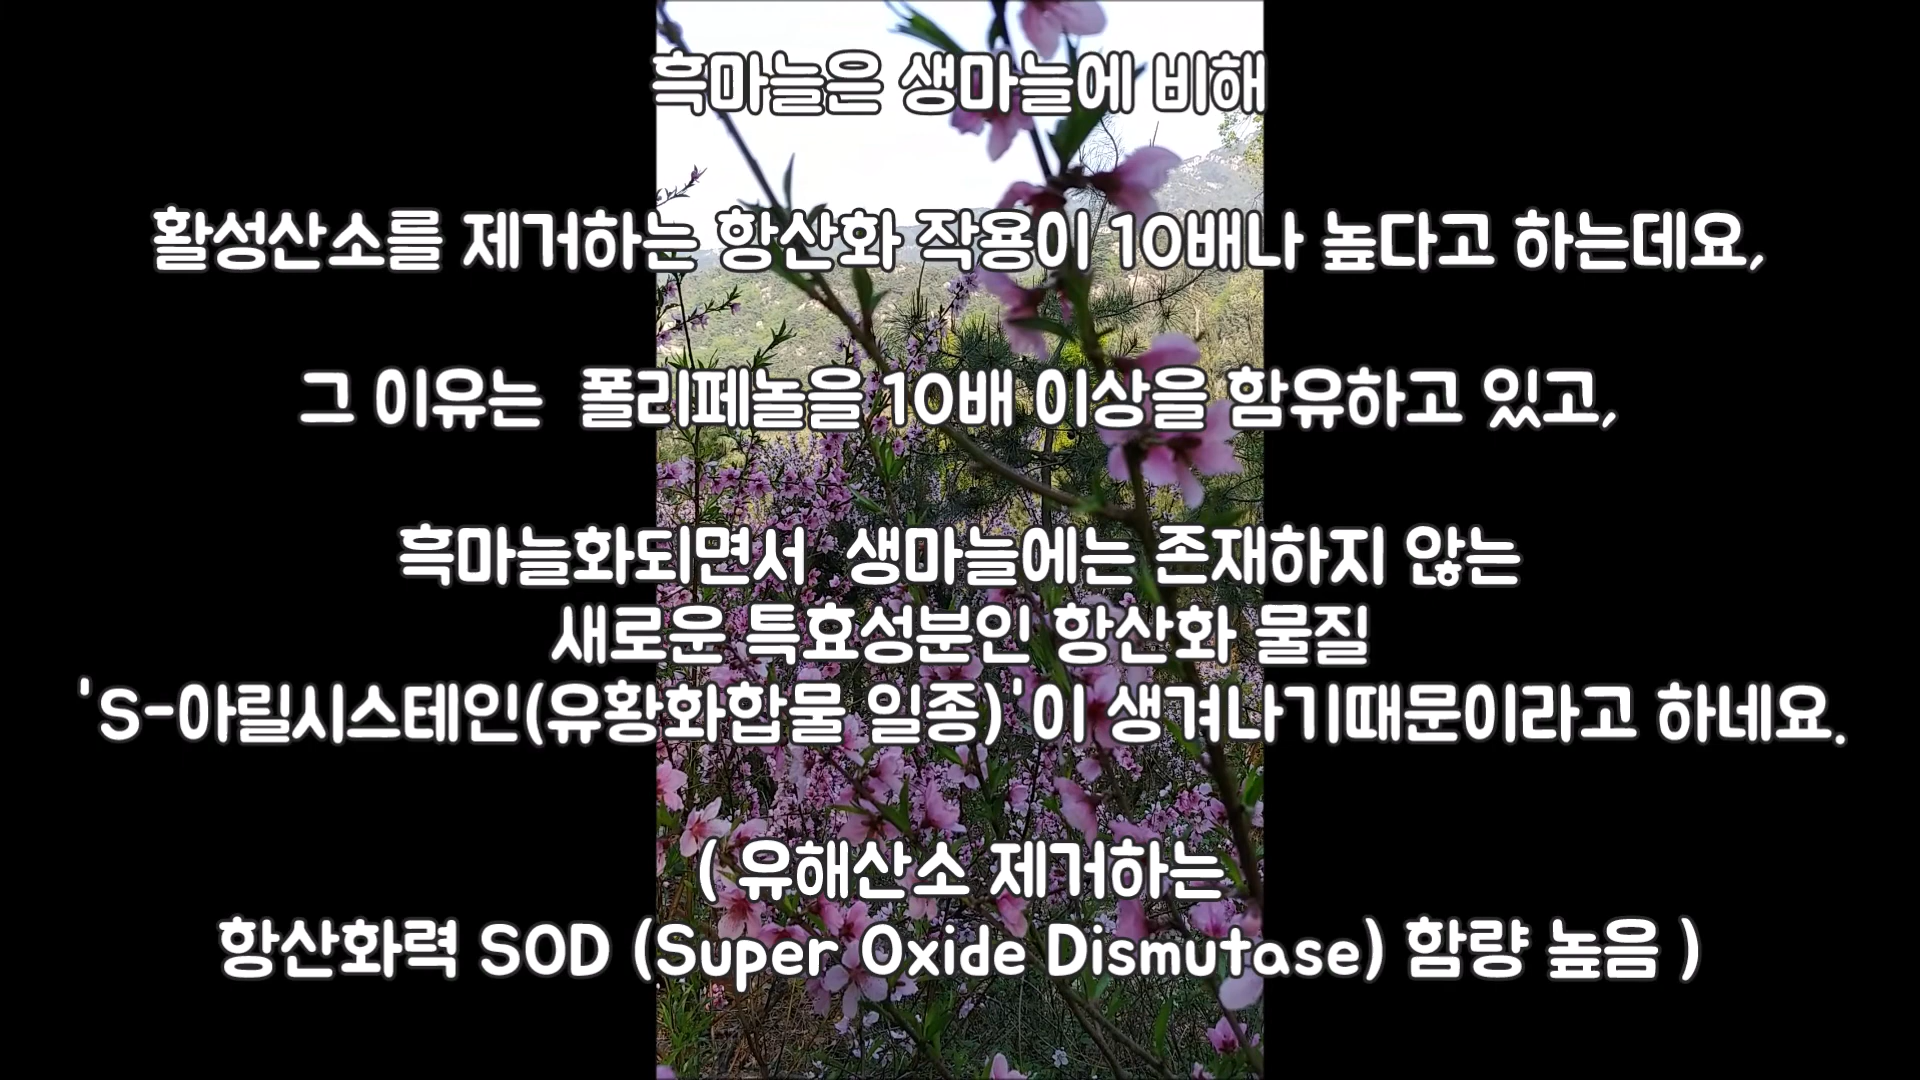 흑마늘은 생마늘에 비해
활성산소를 제거하는 항산화 작용이 10배나 높다고 하는데요,
그 이유는 폴리페놀을 10배 이상을 함유하고 있고,
흑마늘화되면서 생마늘에는 존재하지 않는
새로운 특효성분인 항산화 물질
'S-아릴시스테인(유황화합물 일종)'이 생겨나기때문이라고 하네요.
( 유해산소 제거하는
항산화력 SOD (Super Oxide Dismutase) 함량 높음 )